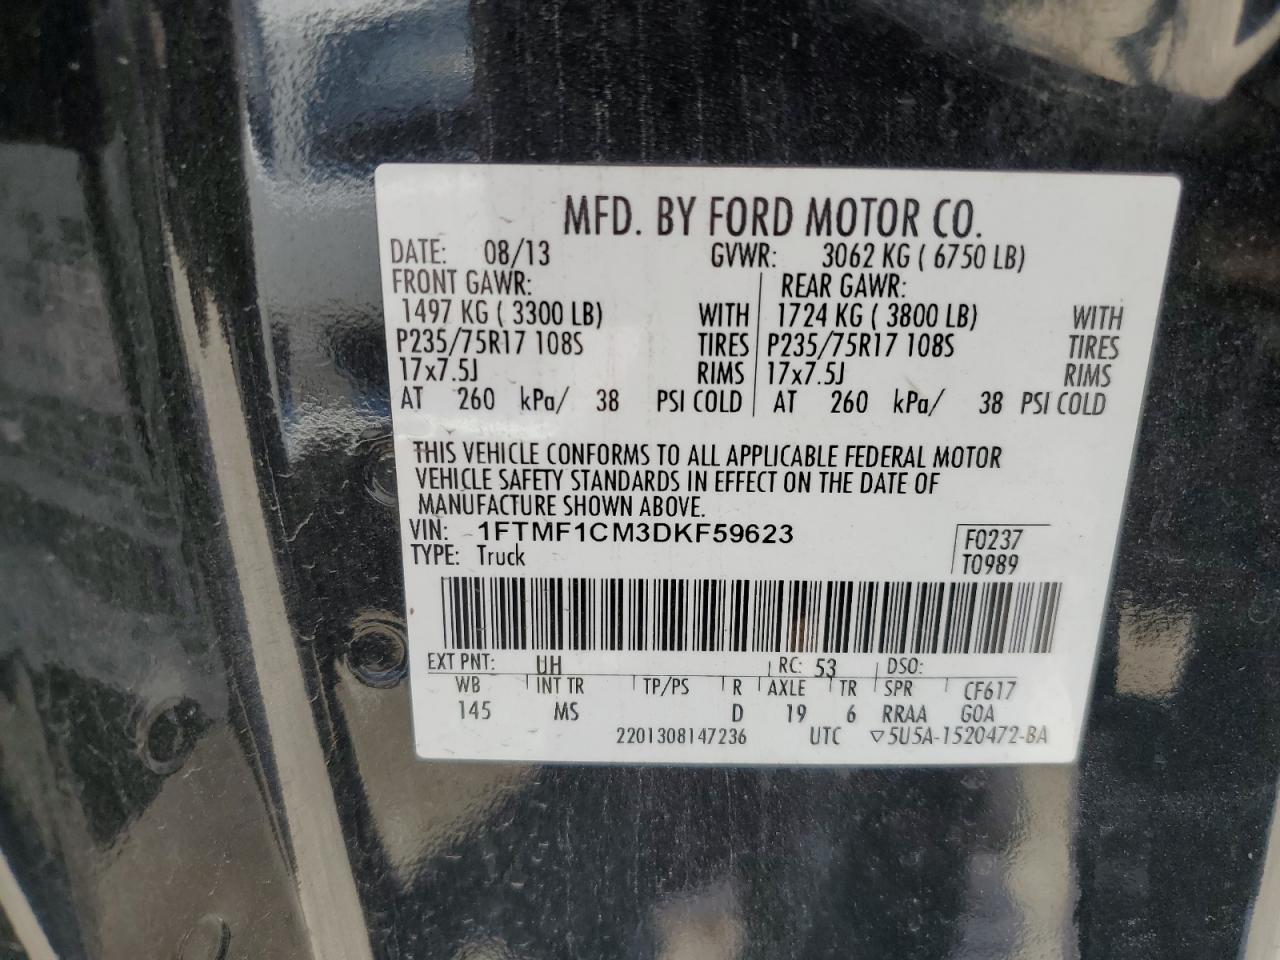 MFD. BY FORD MOTOR CO.
DATE: 08/13 GVWR: 3062 KG ( 6750 LB)
FRONT GAWR: REAR GAWR:
1497 KG ( 3300 LB) WITH 1724 KG ( 3800 LB) WITH
P235/75R17 108S TIRES P235/75R17 108S TIRES
17x7.5J RIMS 17x7.5J RIMS
AT 260 kPa/ 38 PSI COLD AT 260 kPa/ 38 PSI COLD
THIS VEHICLE CONFORMS TO ALL APPLICABLE FEDERAL MOTOR
VEHICLE SAFETY STANDARDS IN EFFECT ON THE DATE OF
MANUFACTURE SHOWN ABOVE.
VIN: 1FTMF1CM3DKF59623 F0237
TYPE: Truck T0989
EXT PNT: UH RC: 53 DSO:
WB INT TR TP/PS R AXLE TR SPR CF617
145 MS D 19 6 RRAA GOA
2201308147236 UTC ▽5U5A-1520472-BA